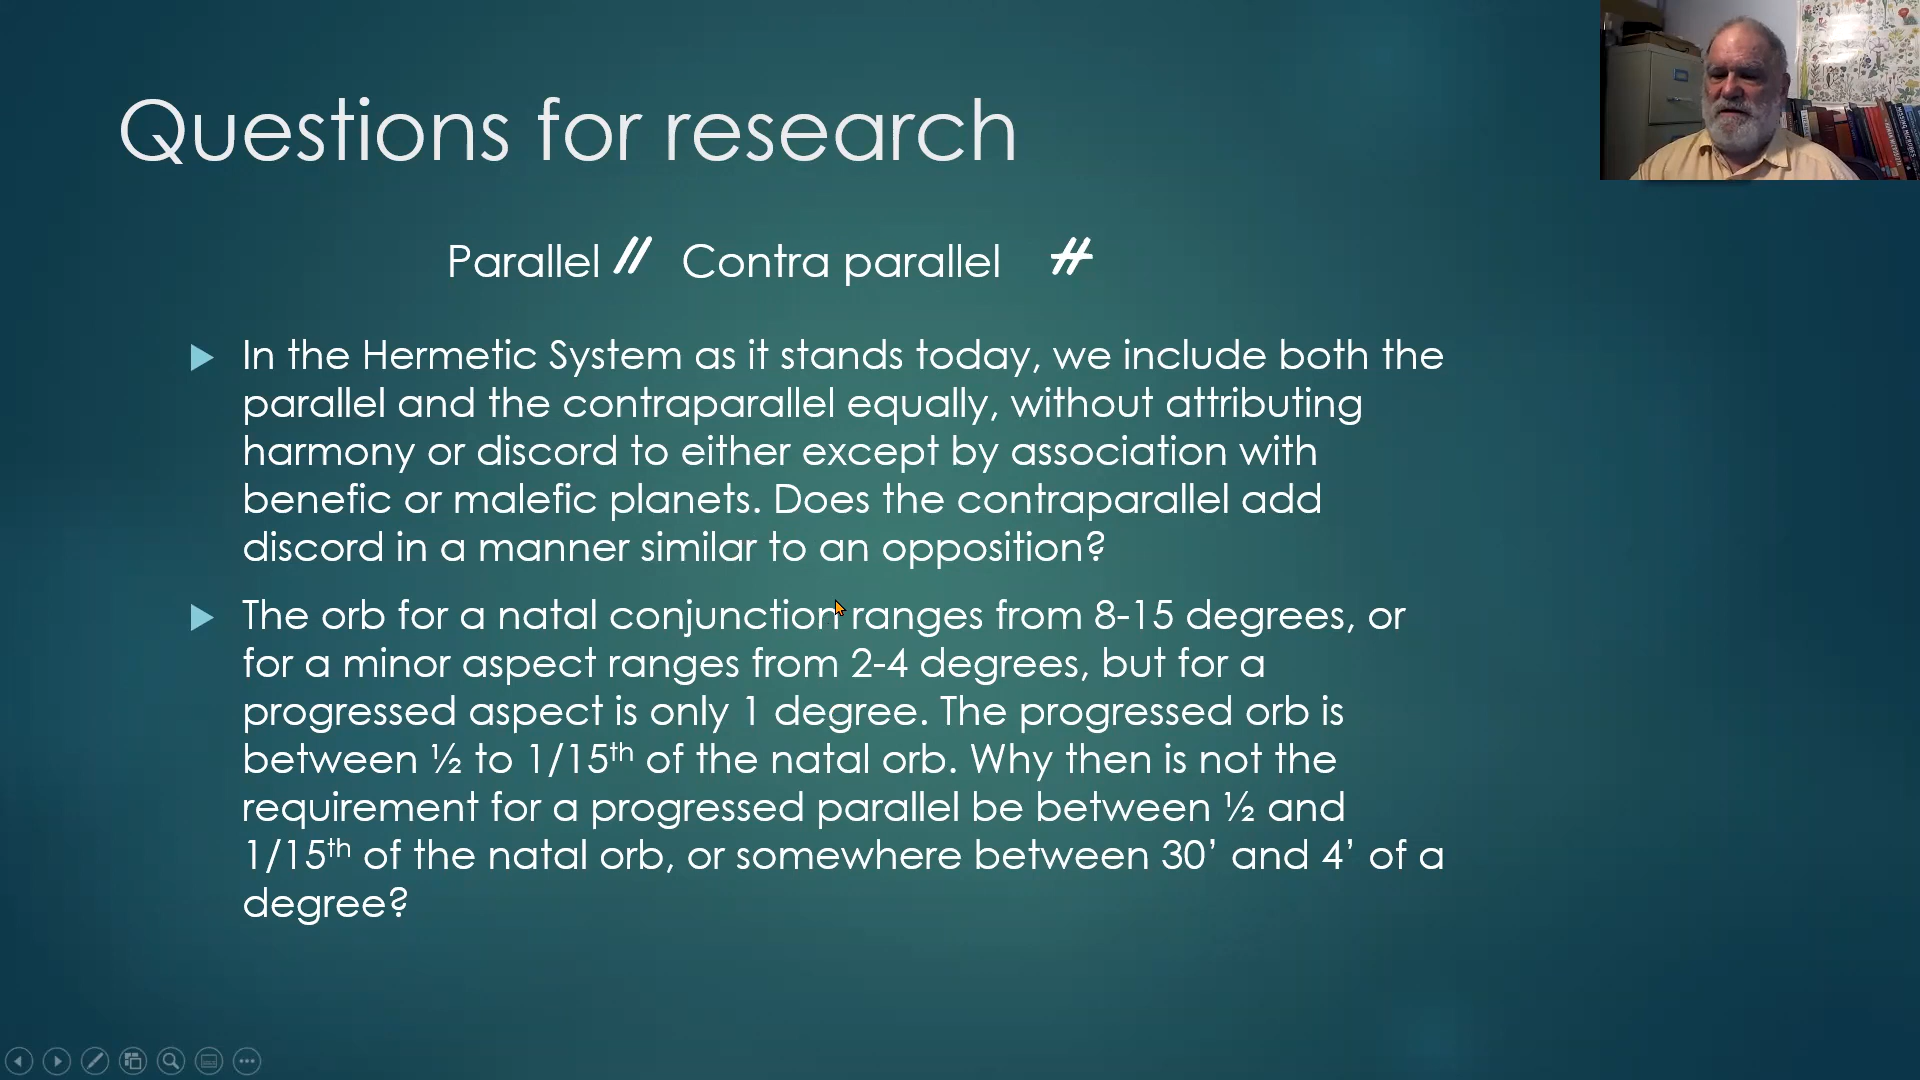 Questions for research
Parallel // Contra parallel
In the Hermetic System as it stands today, we include both the
parallel and the contraparallel equally, without attributing
harmony or discord to either except by association with
benefic or malefic planets. Does the contraparallel add
discord in a manner similar to an opposition?
The orb for a natal conjunction ranges from 8-15 degrees, or
for a minor aspect ranges from 2-4 degrees, but for a
progressed aspect is only 1 degree. The progressed orb is
between ½ to 1/15th of the natal orb. Why then is not the
requirement for a progressed parallel be between ½ and
1/15th of the natal orb, or somewhere between 30’ and 4’ of a
degree?